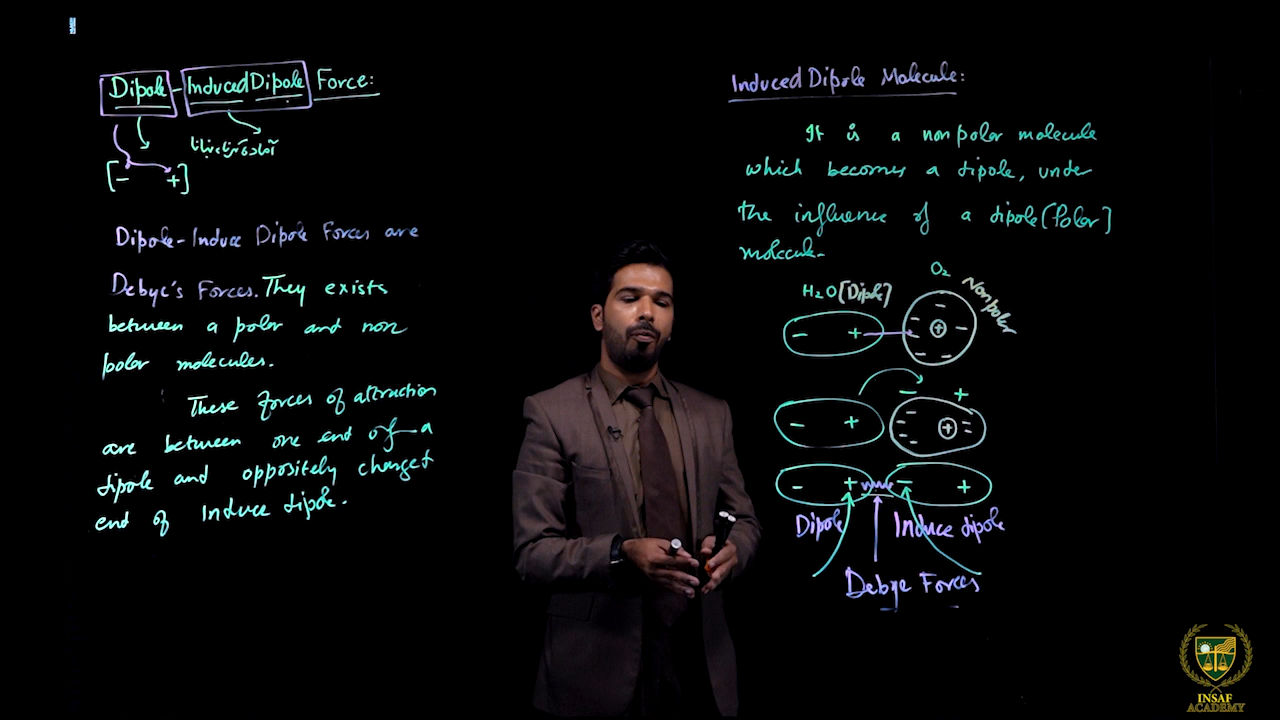 Dipole - Induced Dipole Force:
[- +]
Dipole-Induce Dipole Forces are
Debye's Forces. They exists
between a polar and non
polar molecules.
These forces of attraction
are between one end of a
dipole and oppositely charged
end of Induce dipole.
Induced Dipole Molecule:
It is a nonpolar molecule
which becomes a dipole, under
the influence of a dipole [Polar]
molecule.
H₂O [Dipole] O₂ Nonpolar
- + - - - - - - +
- + - +
- - - + = -
- + - +
Dipole Induce dipole
Debye Forces
INSAF
ACADEMY